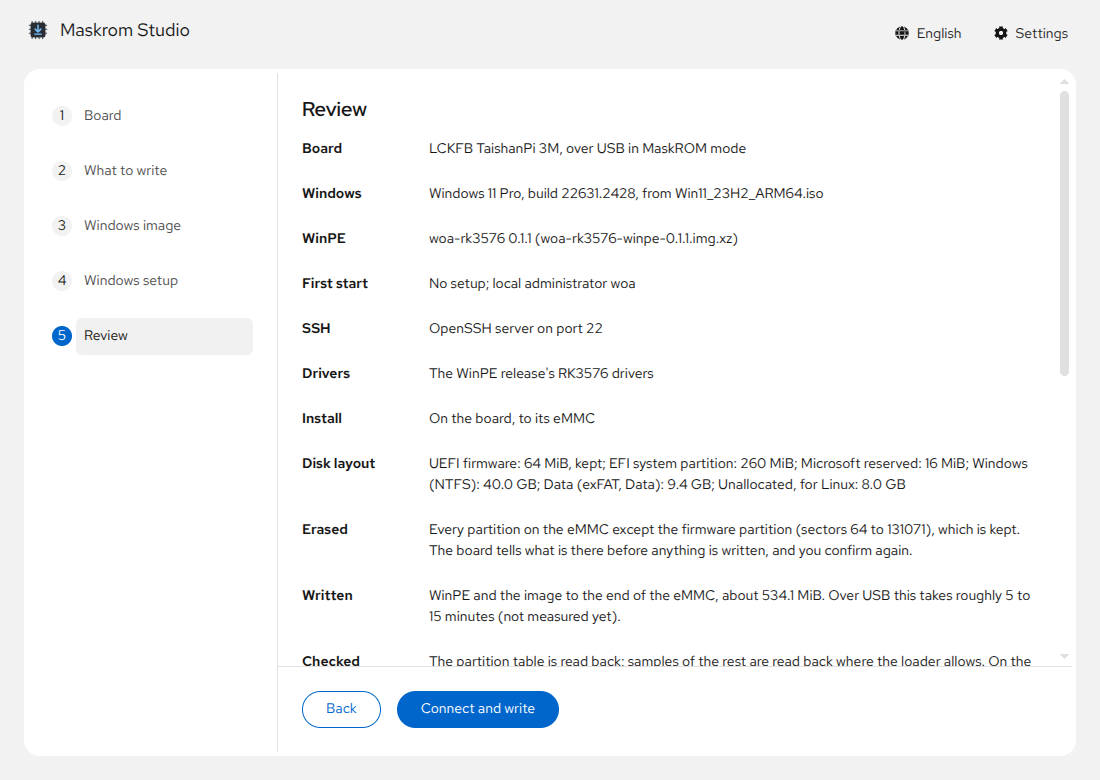 Maskrom Studio
English
Settings
1 Board
2 What to write
3 Windows image
4 Windows setup
5 Review
Review
Board LCKFB TaishanPi 3M, over USB in MaskROM mode
Windows Windows 11 Pro, build 22631.2428, from Win11_23H2_ARM64.iso
WinPE woa-rk3576 0.1.1 (woa-rk3576-winpe-0.1.1.img.xz)
First start No setup; local administrator woa
SSH OpenSSH server on port 22
Drivers The WinPE release's RK3576 drivers
Install On the board, to its eMMC
Disk layout UEFI firmware: 64 MiB, kept; EFI system partition: 260 MiB; Microsoft reserved: 16 MiB; Windows
(NTFS): 40.0 GB; Data (exFAT, Data): 9.4 GB; Unallocated, for Linux: 8.0 GB
Erased Every partition on the eMMC except the firmware partition (sectors 64 to 131071), which is kept.
The board tells what is there before anything is written, and you confirm again.
Written WinPE and the image to the end of the eMMC, about 534.1 MiB. Over USB this takes roughly 5 to
15 minutes (not measured yet).
Checked The partition table is read back; samples of the rest are read back where the loader allows. On the
Back
Connect and write